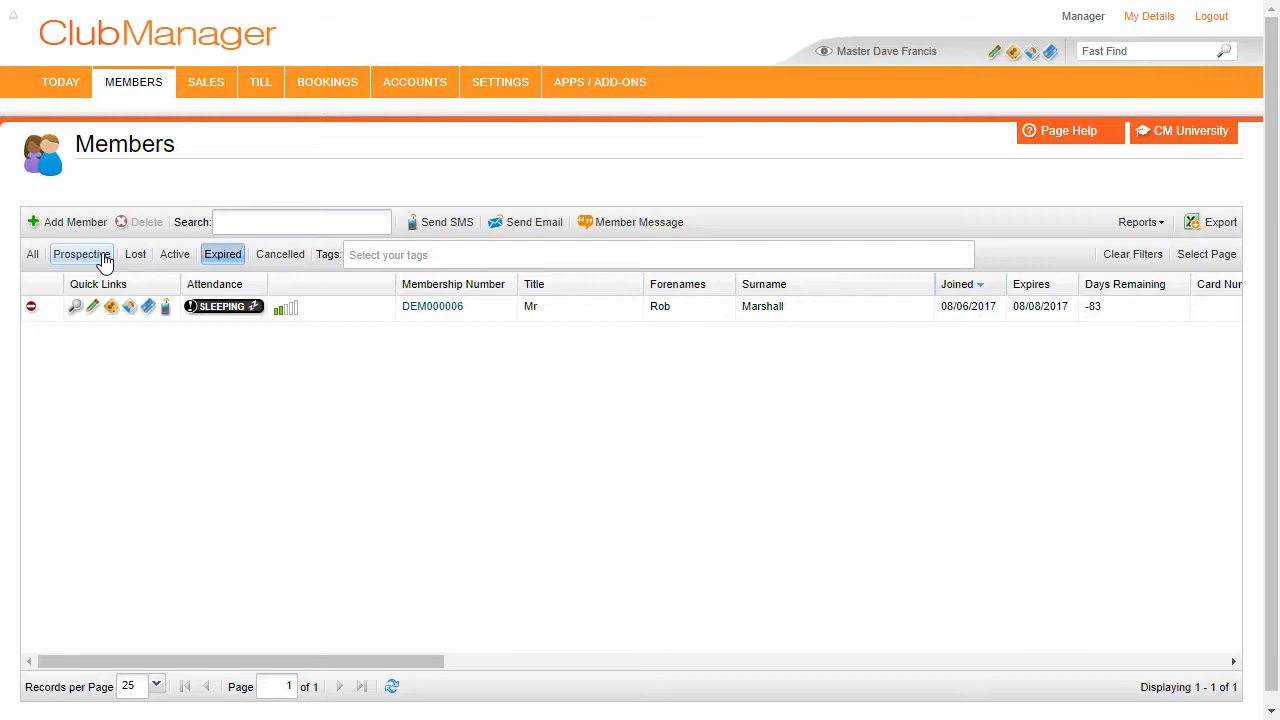 Manager My Details Logout
ClubManager
Master Dave Francis Fast Find
TODAY MEMBERS SALES TILL BOOKINGS ACCOUNTS SETTINGS APPS / ADD-ONS
Page Help CM University
Members
Add Member Delete Search: Send SMS Send Email Member Message Reports Export
All Prospective Lost Active Expired Cancelled Tags: Select your tags Clear Filters Select Page
Quick Links Attendance Membership Number Title Forenames Surname Joined Expires Days Remaining Card Nur
SLEEPING DEM000006 Mr Rob Marshall 08/06/2017 08/08/2017 -83
Records per Page 25 Page 1 of 1 Displaying 1 - 1 of 1